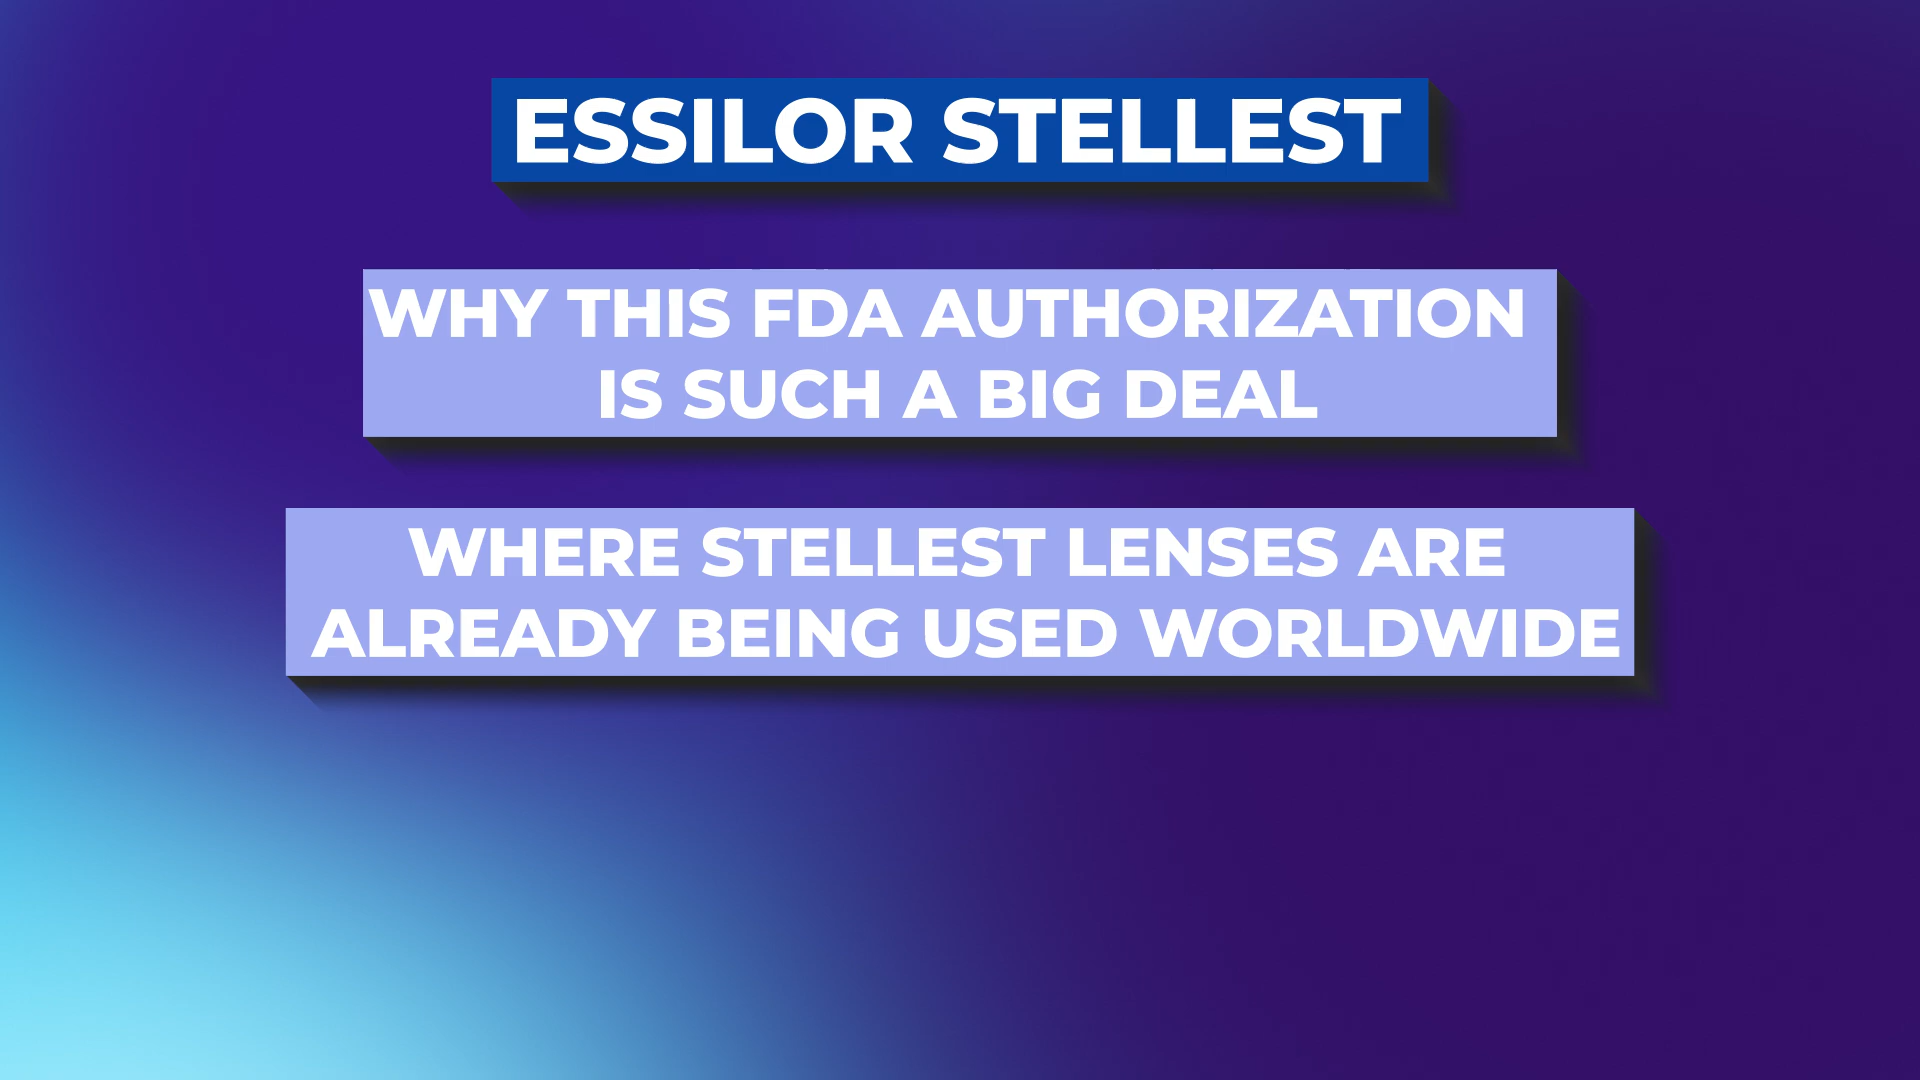 ESSILOR STELLEST
WHY THIS FDA AUTHORIZATION
IS SUCH A BIG DEAL
WHERE STELLEST LENSES ARE
ALREADY BEING USED WORLDWIDE